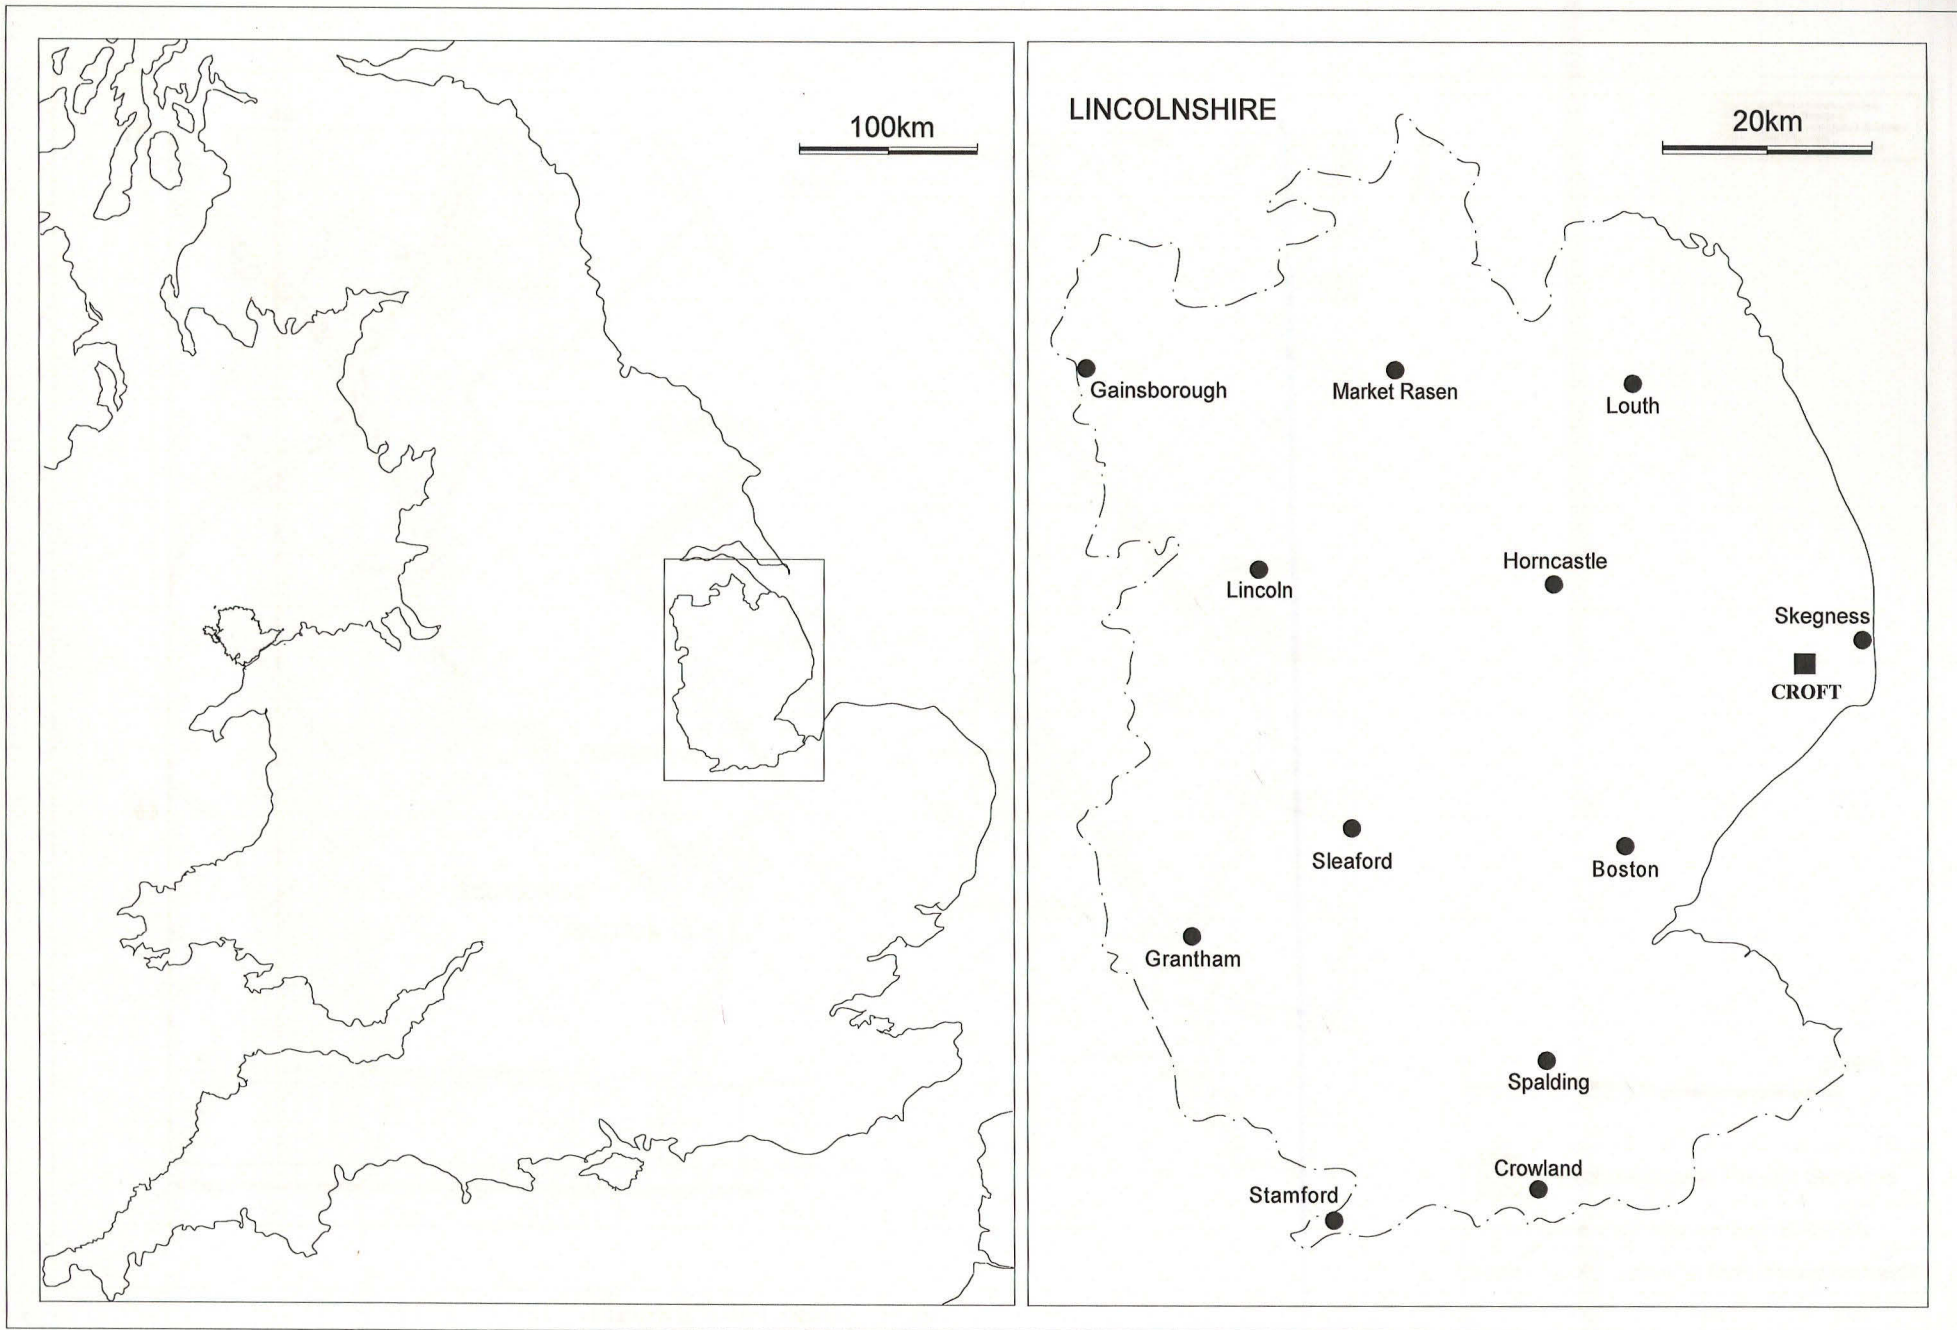 100km
LINCOLNSHIRE
20km
Gainsborough
Market Rasen
Louth
Lincoln
Horncastle
Skegness
CROFT
Sleaford
Boston
Grantham
Spalding
Crowland
Stamford